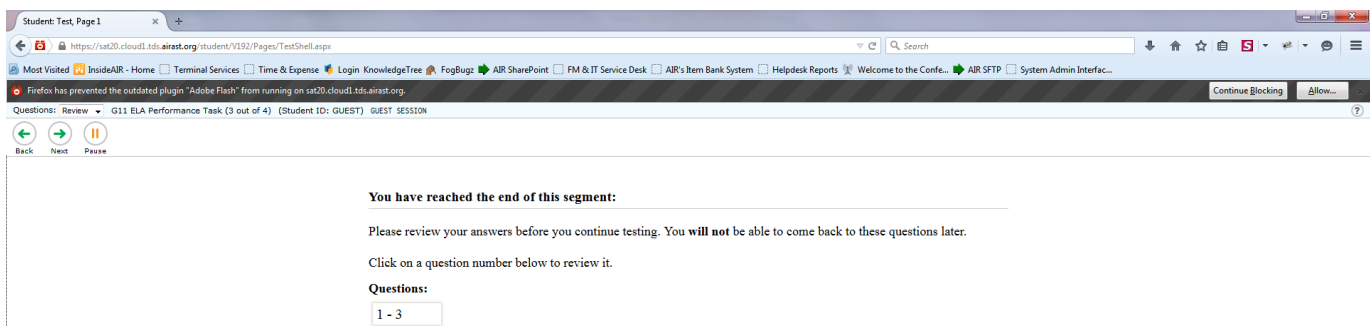 Student: Test, Page 1
https://sat20.cloud1.tds.airast.org/student/V192/Pages/TestShell.aspx
Search
Most Visited InsideAIR - Home Terminal Services Time & Expense Login KnowledgeTree FogBugz AIR SharePoint FM & IT Service Desk AIR's Item Bank System Helpdesk Reports Welcome to the Confe... AIR SFTP System Admin Interfac...
Firefox has prevented the outdated plugin "Adobe Flash" from running on sat20.cloud1.tds.airast.org. Continue Blocking Allow...
Questions: Review G11 ELA Performance Task (3 out of 4) (Student ID: GUEST) GUEST SESSION
Back Next Pause
You have reached the end of this segment:
Please review your answers before you continue testing. You will not be able to come back to these questions later.
Click on a question number below to review it.
Questions:
1 - 3